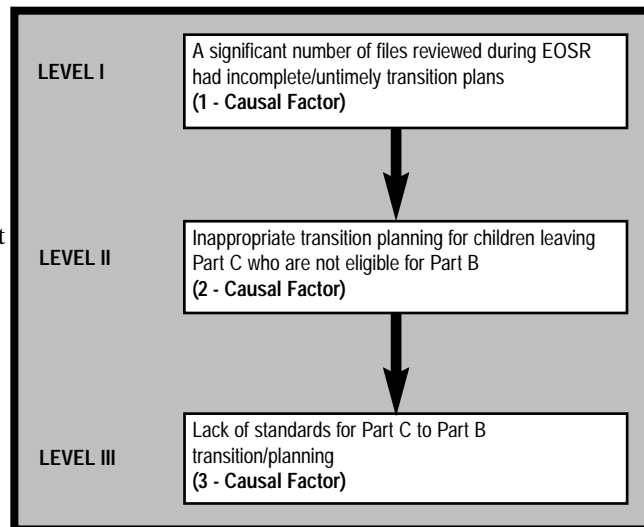 LEVEL I
A significant number of files reviewed during EOSR
had incomplete/untimely transition plans
(1 - Causal Factor)
t
LEVEL II
Inappropriate transition planning for children leaving
Part C who are not eligible for Part B
(2 - Causal Factor)
LEVEL III
Lack of standards for Part C to Part B
transition/planning
(3 - Causal Factor)